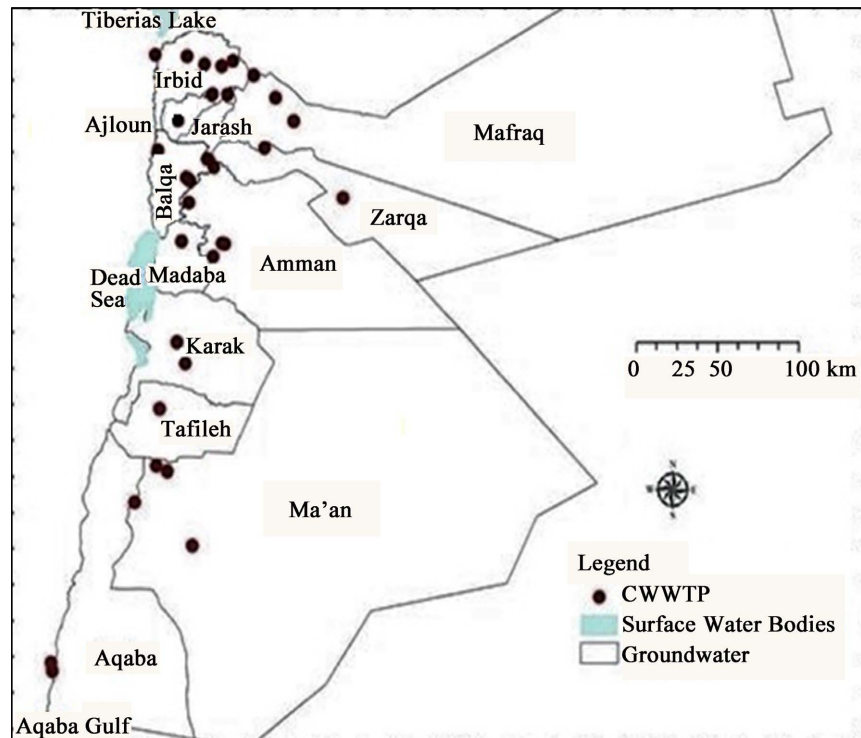 Tiberias Lake
Irbid
Ajloun
Jarash
Mafraq
Balqa
Zarqa
Amman
Dead
Sea
Madaba
Karak
0 25 50 100 km
Tafileh
N
W E
S
Ma'an
Legend
CWWTP
Surface Water Bodies
Groundwater
Aqaba
Aqaba Gulf